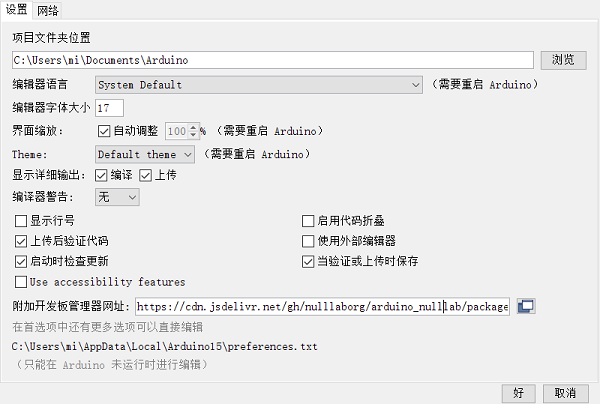 设置 网络
项目文件夹位置
C:\Users\mi\Documents\Arduino 浏览
编辑器语言 System Default （需要重启 Arduino）
编辑器字体大小 17
界面缩放： 自动调整 100 % （需要重启 Arduino）
Theme: Default theme （需要重启 Arduino）
显示详细输出： 编译 上传
编译器警告: 无
显示行号 启用代码折叠
上传后验证代码 使用外部编辑器
启动时检查更新 当验证或上传时保存
Use accessibility features
附加开发板管理器网址: https://cdn.jsdelivr.net/gh/nulllaborg/arduino_nulllab/package
在首选项中还有更多选项可以直接编辑
C:\Users\mi\AppData\Local\Arduino15\preferences.txt
（只能在 Arduino 未运行时进行编辑）
好 取消